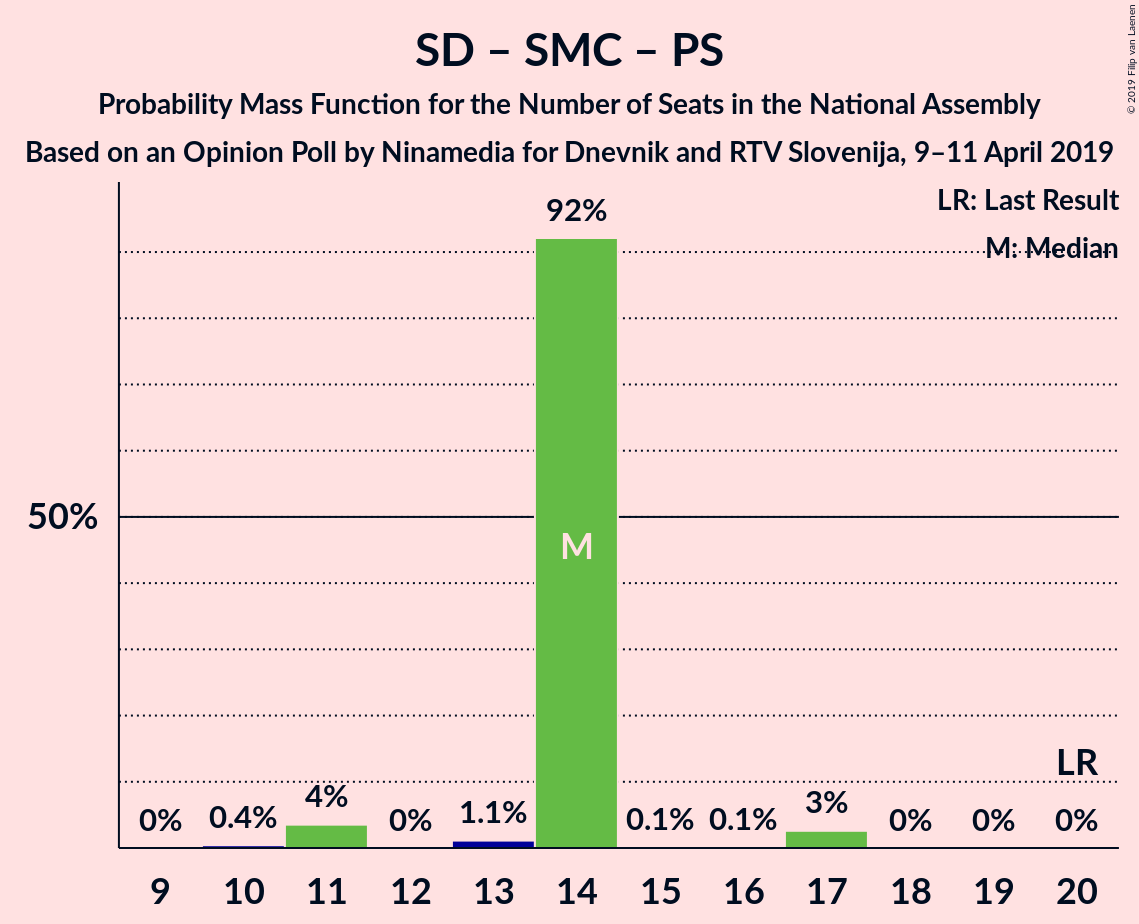 SD – SMC – PS
Probability Mass Function for the Number of Seats in the National Assembly
Based on an Opinion Poll by Ninamedia for Dnevnik and RTV Slovenija, 9–11 April 2019
© 2019 Filip van Laenen
LR: Last Result
M: Median
92%
50%
M
LR
0% 0.4% 4% 0% 1.1% 0.1% 0.1% 3% 0% 0% 0%
9 10 11 12 13 14 15 16 17 18 19 20